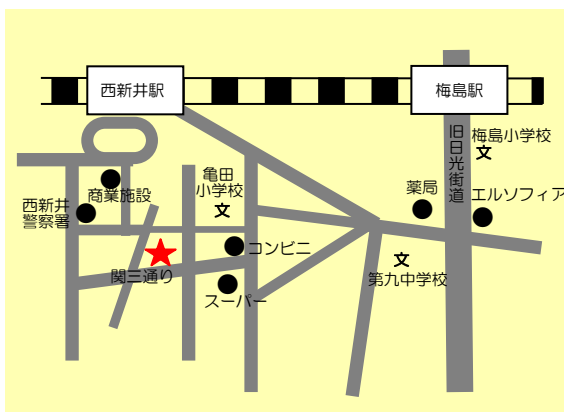 西新井駅
梅島駅
旧日光街道
梅島小学校
文
亀田
小学校
文
商業施設
薬局
エルソフィア
西新井
警察署
コンビニ
関三通り
文
第九中学校
スーパー